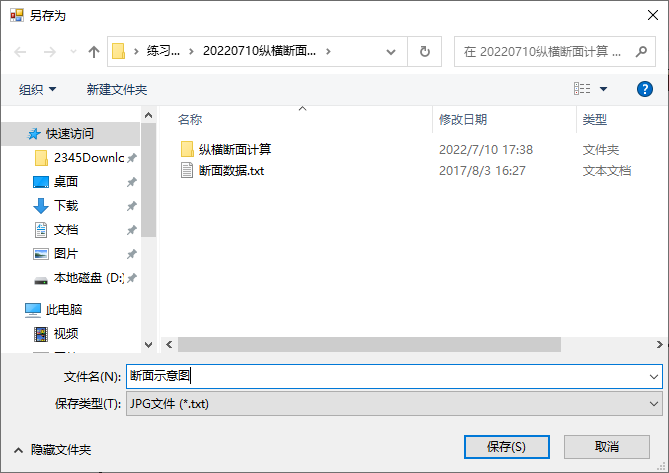 另存为
练习... 20220710纵横断面... 在 20220710纵横断面计算 ...
组织 新建文件夹
名称 修改日期 类型
快速访问
2345Downlc
桌面
下载
文档
图片
本地磁盘 (D:)
此电脑
视频
纵横断面计算 2022/7/10 17:38 文件夹
断面数据.txt 2017/8/3 16:27 文本文档
文件名(N): 断面示意图
保存类型(T): JPG文件 (*.txt)
隐藏文件夹 保存(S) 取消